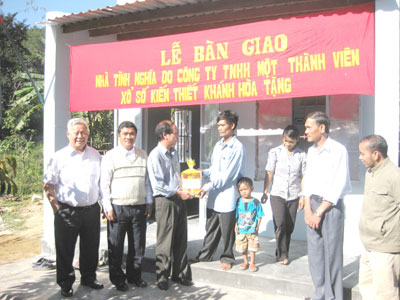 LỄ BÀN GIAO
NHÀ TÌNH NGHĨA DO CÔNG TY TNHH MỘT THÀNH VIÊN
XỔ SỐ KIẾN THIẾT KHÁNH HÒA TẶNG